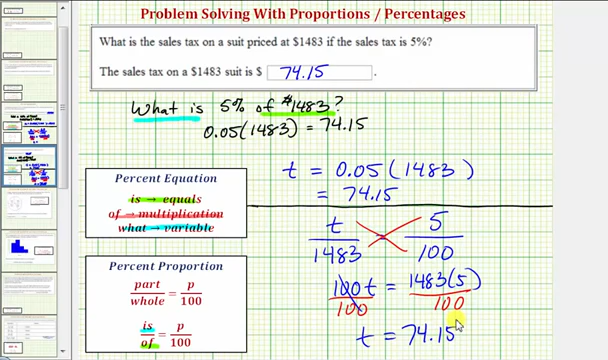 Problem Solving With Proportions / Percentages
What is the sales tax on a suit priced at $1483 if the sales tax is 5%?
The sales tax on a $1483 suit is $ 74.15 .
What is 5% of $1483?
0.05(1483) = 74.15
t = 0.05 (1483)
= 74.15
Percent Equation
is → equals
of → multiplication
what → variable
t/1483 5/100
100t/100 = 1483(5)/100
t = 74.15
Percent Proportion
part/whole = p/100
is/of = p/100